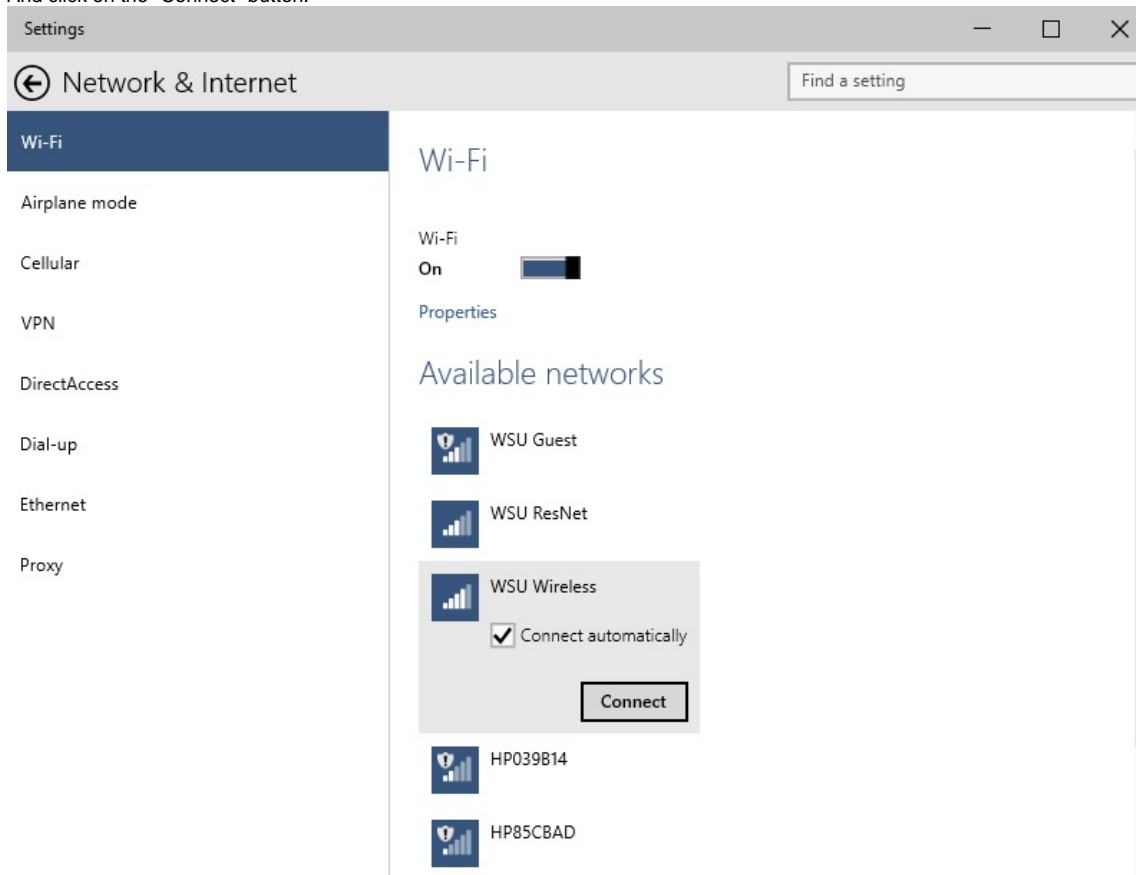 And click on the "Connect" button.
Settings
Network & Internet
Find a setting
Wi-Fi
Airplane mode
Cellular
VPN
DirectAccess
Dial-up
Ethernet
Proxy
Wi-Fi
Wi-Fi
On
Properties
Available networks
WSU Guest
WSU ResNet
WSU Wireless
Connect automatically
Connect
HP039B14
HP85CBAD